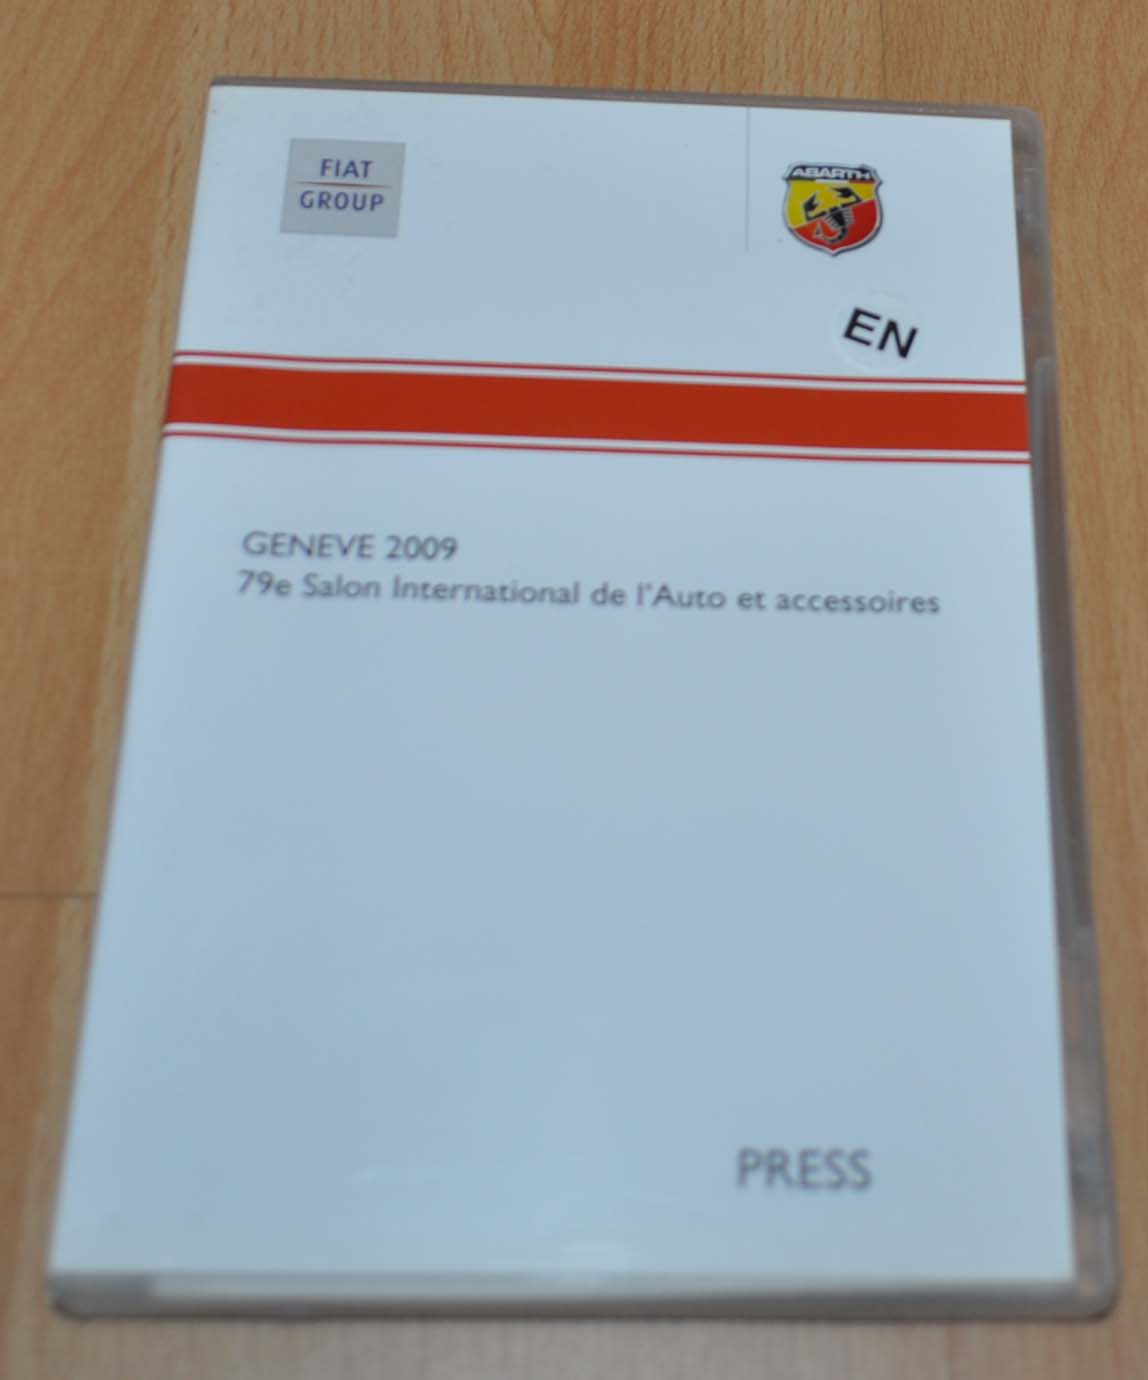 FIAT
GROUP
ABARTH
EN
GENEVE 2009
79e Salon International de l'Auto et accessoires
PRESS